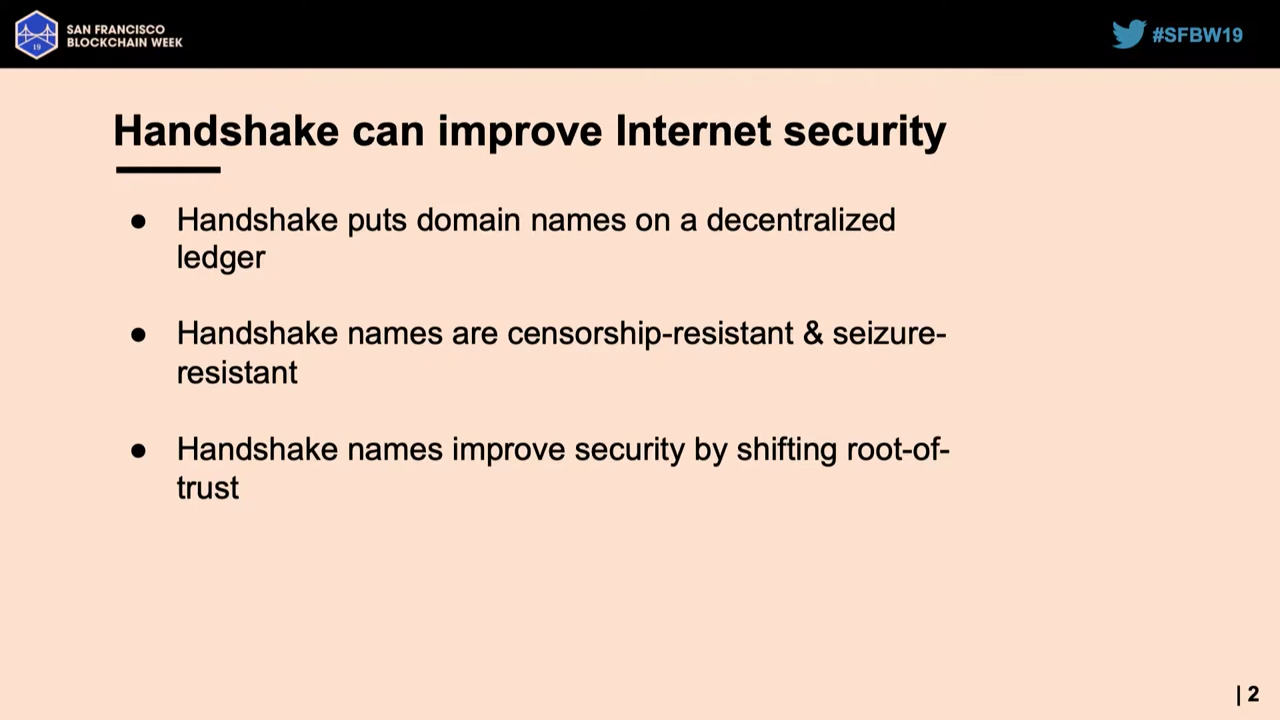 SAN FRANCISCO
BLOCKCHAIN WEEK
19
#SFBW19
Handshake can improve Internet security
● Handshake puts domain names on a decentralized
ledger
● Handshake names are censorship-resistant & seizure-
resistant
● Handshake names improve security by shifting root-of-
trust
| 2